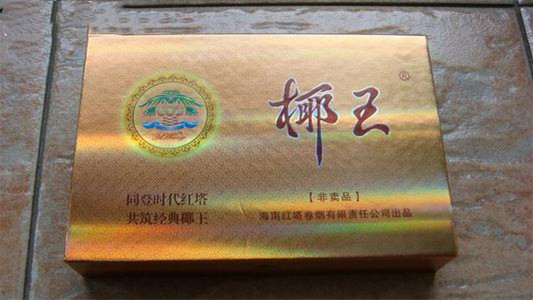 椰王
®
同登时代红塔
共筑经典椰王
【非卖品】
海南红塔卷烟有限责任公司出品